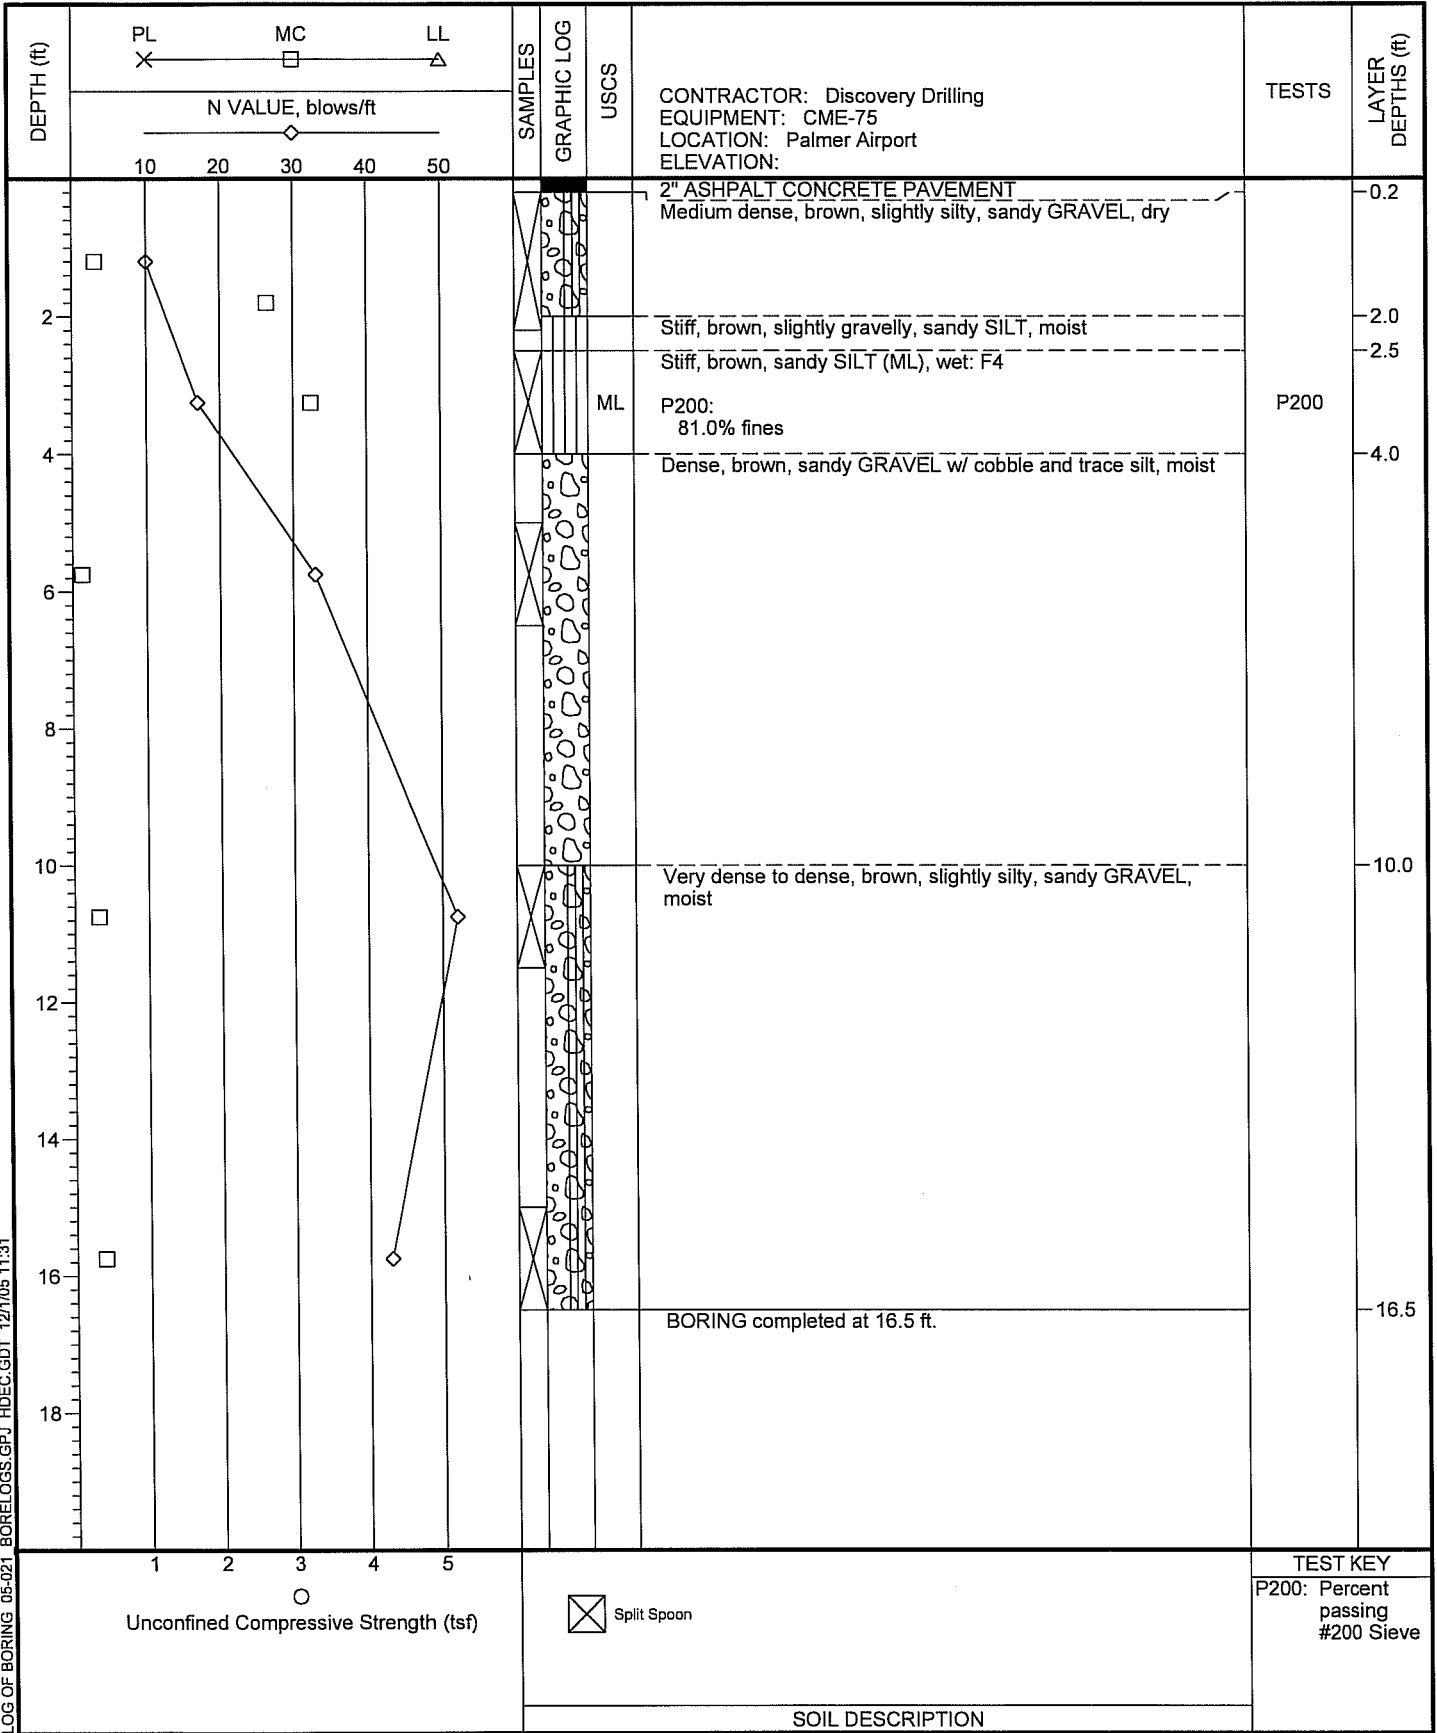 DEPTH (ft)
PL MC LL
N VALUE, blows/ft
10 20 30 40 50
SAMPLES
GRAPHIC LOG
USCS
CONTRACTOR: Discovery Drilling
EQUIPMENT: CME-75
LOCATION: Palmer Airport
ELEVATION:
TESTS
LAYER
DEPTHS (ft)
2" ASHPALT CONCRETE PAVEMENT
0.2
Medium dense, brown, slightly silty, sandy GRAVEL, dry
2
2.0
Stiff, brown, slightly gravelly, sandy SILT, moist
2.5
Stiff, brown, sandy SILT (ML), wet: F4
ML
P200:
P200
81.0% fines
4
4.0
Dense, brown, sandy GRAVEL w/ cobble and trace silt, moist
6
8
10
10.0
Very dense to dense, brown, slightly silty, sandy GRAVEL,
moist
12
14
16
16.5
BORING completed at 16.5 ft.
18
1 2 3 4 5
Unconfined Compressive Strength (tsf)
Split Spoon
TEST KEY
P200: Percent
passing
#200 Sieve
SOIL DESCRIPTION
LOG OF BORING 05-021 BORELOGS.GPJ HDEC.GDT 12/1/05 11:31